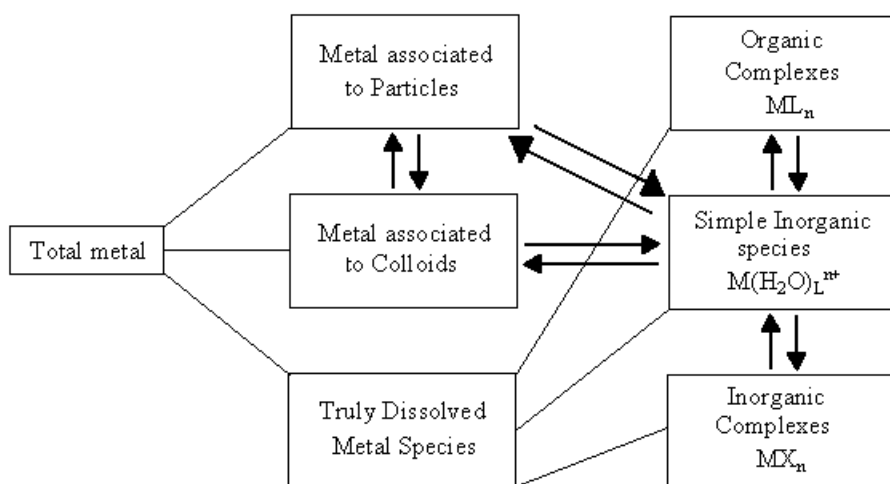 Total metal
Metal associated
to Particles
Metal associated
to Colloids
Truly Dissolved
Metal Species
Organic
Complexes
MLₙ
Simple Inorganic
species
M(H₂O)_Lⁿ⁺
Inorganic
Complexes
MXₙ